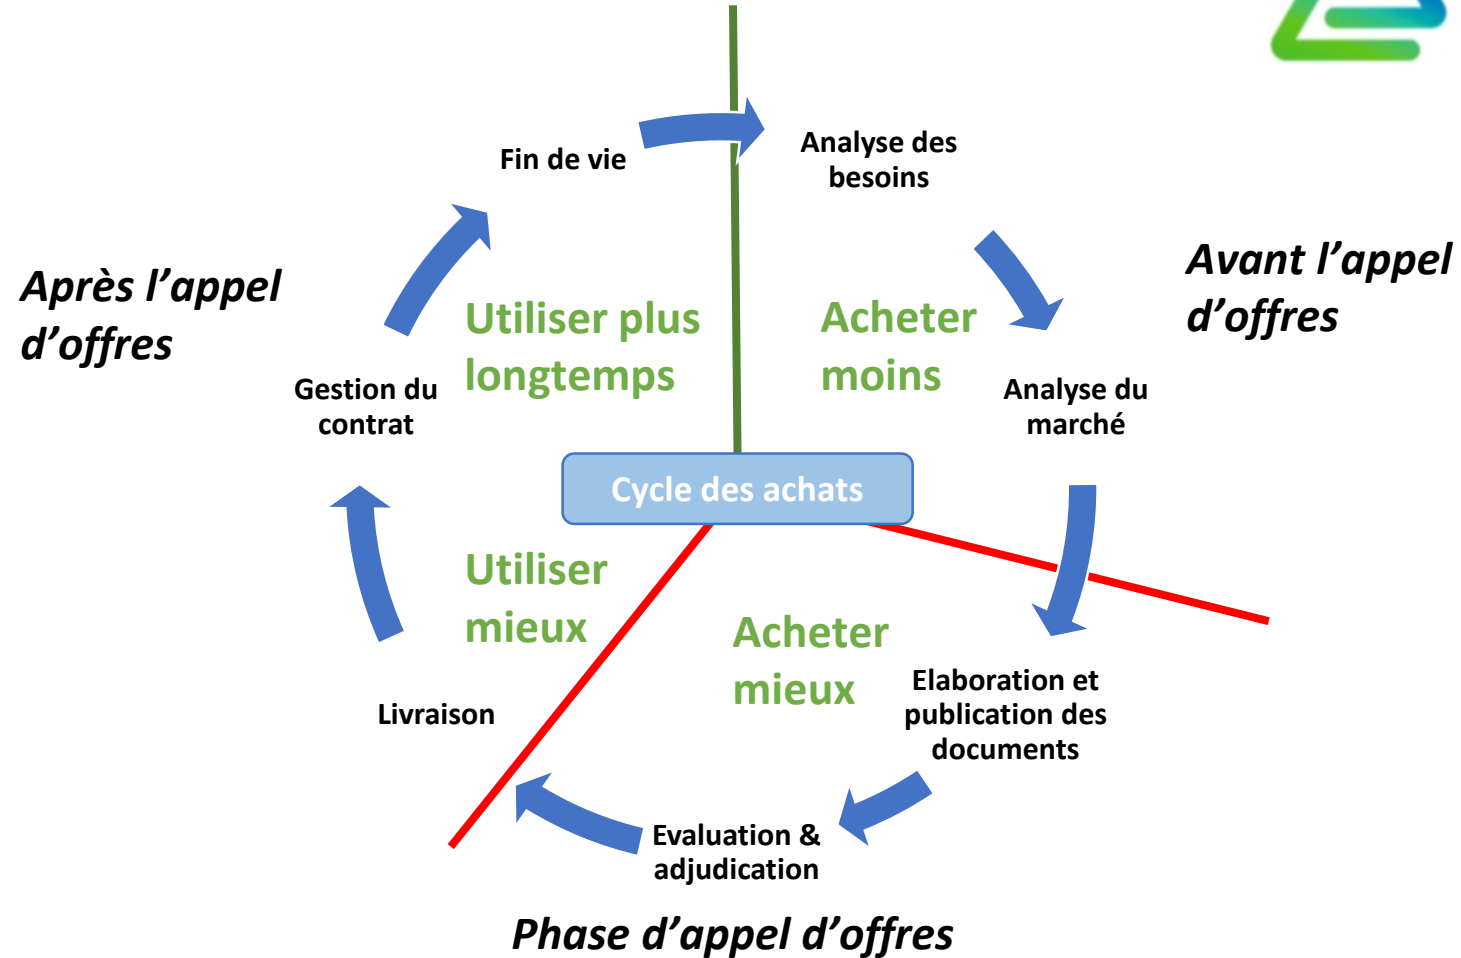 Fin de vie
Analyse des
besoins
Après l’appel
d’offres
Avant l’appel
d’offres
Utiliser plus
longtemps
Acheter
moins
Gestion du
contrat
Analyse du
marché
Cycle des achats
Utiliser
mieux
Acheter
mieux
Livraison
Elaboration et
publication des
documents
Evaluation &
adjudication
Phase d’appel d’offres